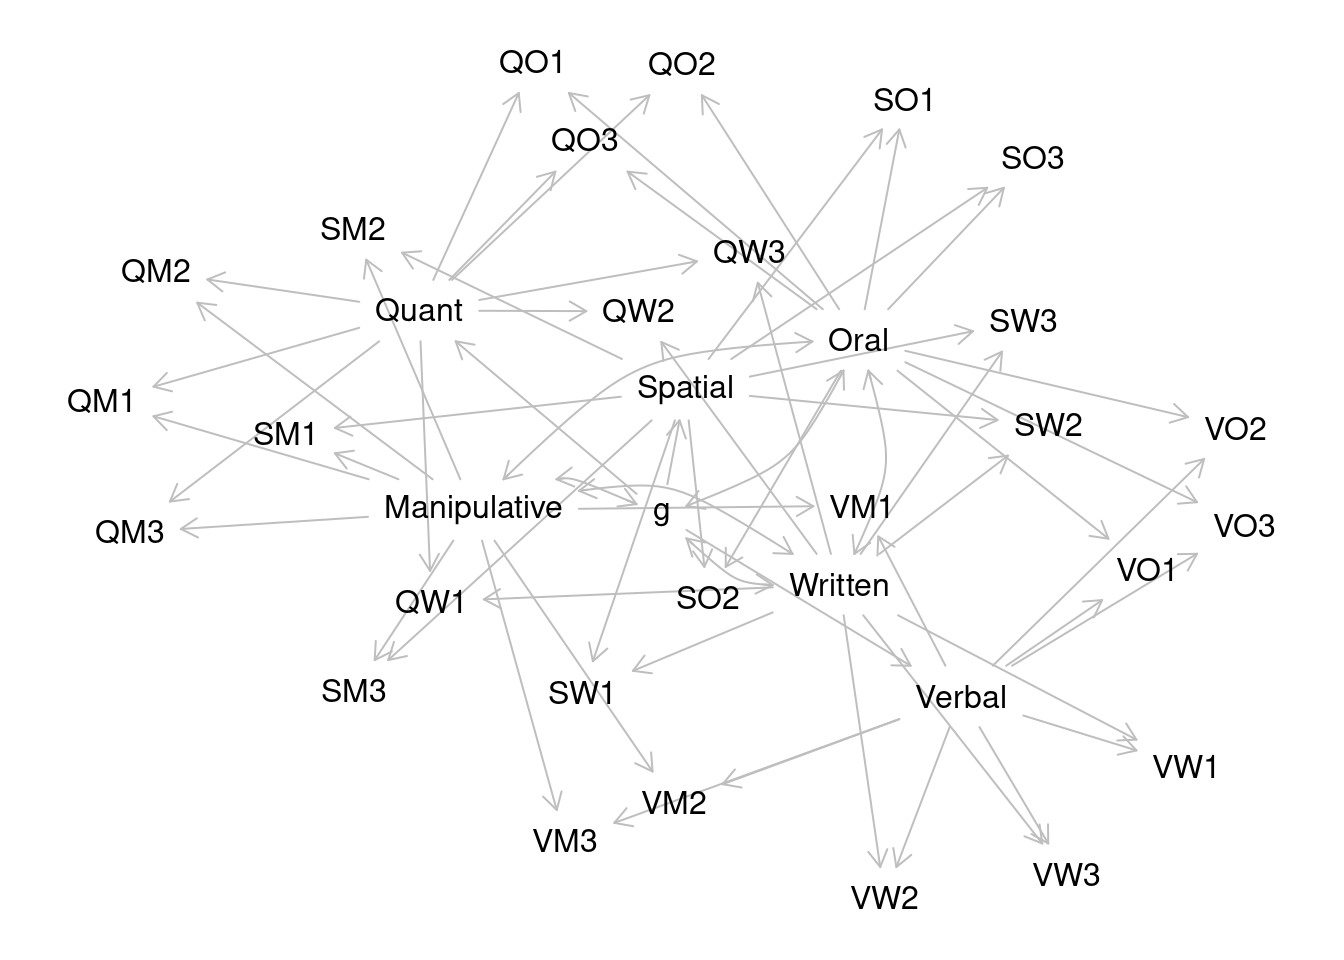 QO1
QO2
SO1
QO3
SO3
SM2
QW3
QM2
Quant
QW2
SW3
Oral
Spatial
QM1
SW2
VO2
SM1
Manipulative
g
VM1
VO3
QM3
VO1
Written
SO2
QW1
SM3
SW1
Verbal
VW1
VM2
VM3
VW3
VW2